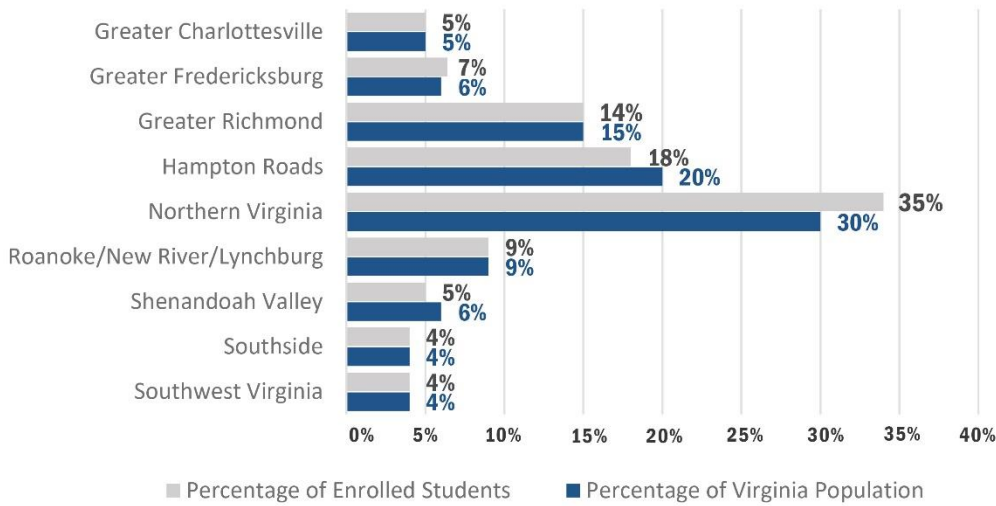 Greater Charlottesville
5%
5%
Greater Fredericksburg
7%
6%
Greater Richmond
14%
15%
Hampton Roads
18%
20%
Northern Virginia
35%
30%
Roanoke/New River/Lynchburg
9%
9%
Shenandoah Valley
5%
6%
Southside
4%
4%
Southwest Virginia
4%
4%
0% 5% 10% 15% 20% 25% 30% 35% 40%
Percentage of Enrolled Students Percentage of Virginia Population